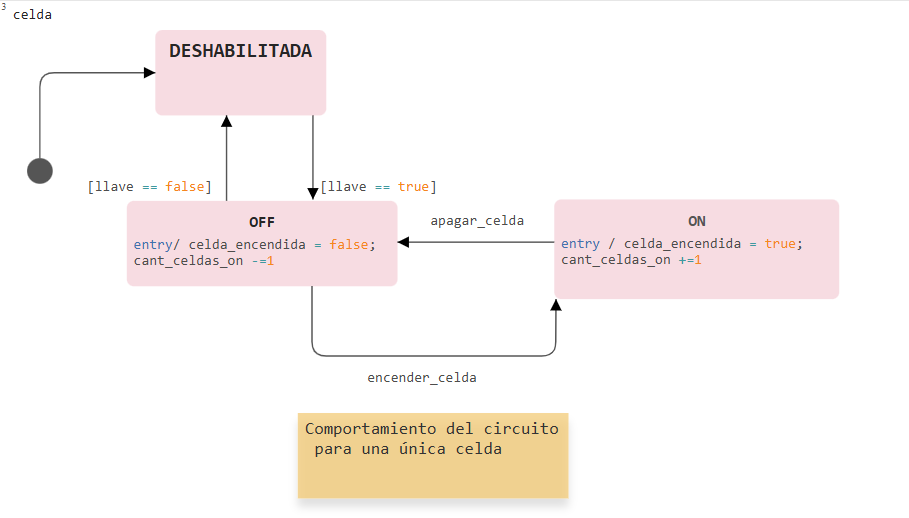 3
celda
DESHABILITADA
[llave == false]
[llave == true]
OFF
entry/ celda_encendida = false;
cant_celdas_on -=1
apagar_celda
ON
entry / celda_encendida = true;
cant_celdas_on +=1
encender_celda
Comportamiento del circuito
para una única celda